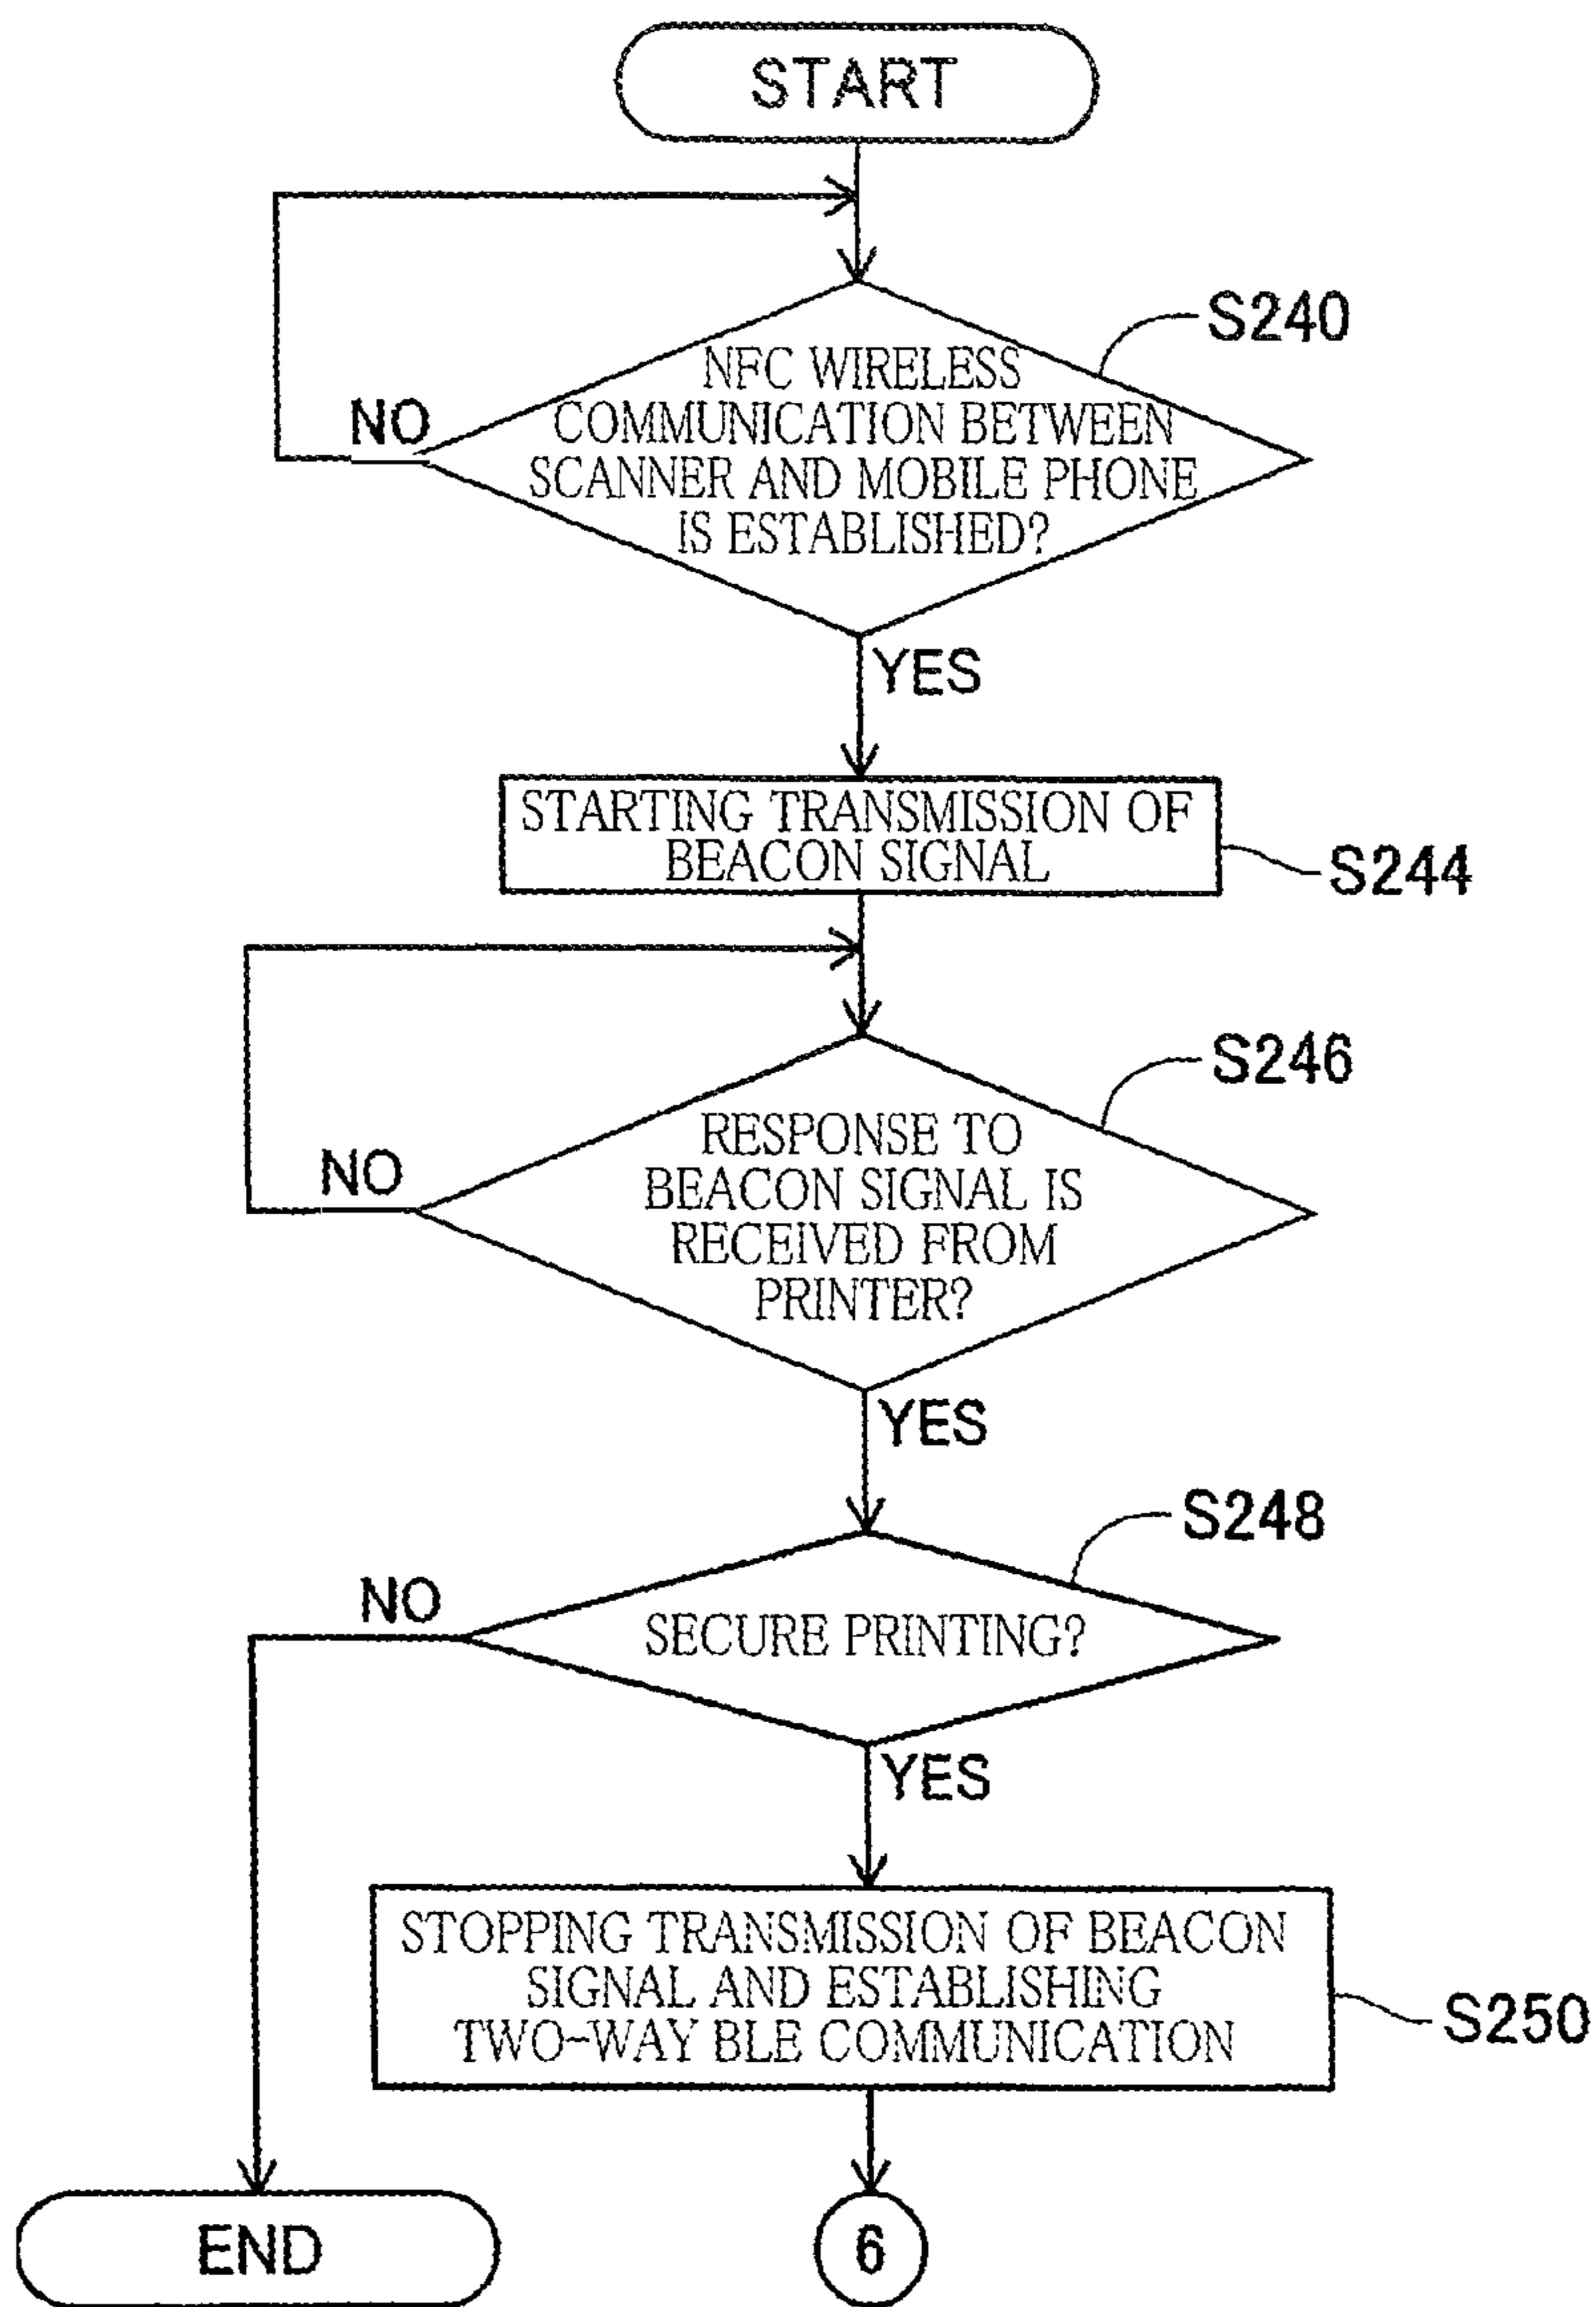 START
S240
NFC WIRELESS
COMMUNICATION BETWEEN
SCANNER AND MOBILE PHONE
IS ESTABLISHED?
NO
YES
STARTING TRANSMISSION OF
BEACON SIGNAL
S244
S246
RESPONSE TO
BEACON SIGNAL IS
RECEIVED FROM
PRINTER?
NO
YES
S248
NO
SECURE PRINTING?
YES
STOPPING TRANSMISSION OF BEACON
SIGNAL AND ESTABLISHING
TWO-WAY BLE COMMUNICATION
S250
END
6